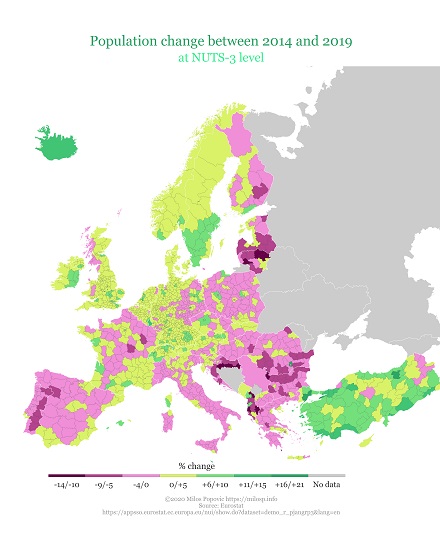 Population change between 2014 and 2019
at NUTS-3 level
% change
-14/-10 -9/-5 -4/0 0/+5 +6/+10 +11/+15 +16/+21 No data
©2020 Milos Popovic https://milosp.info
Source: Eurostat
https://appsso.eurostat.ec.europa.eu/nui/show.do?dataset=demo_r_pjangrp3&lang=en